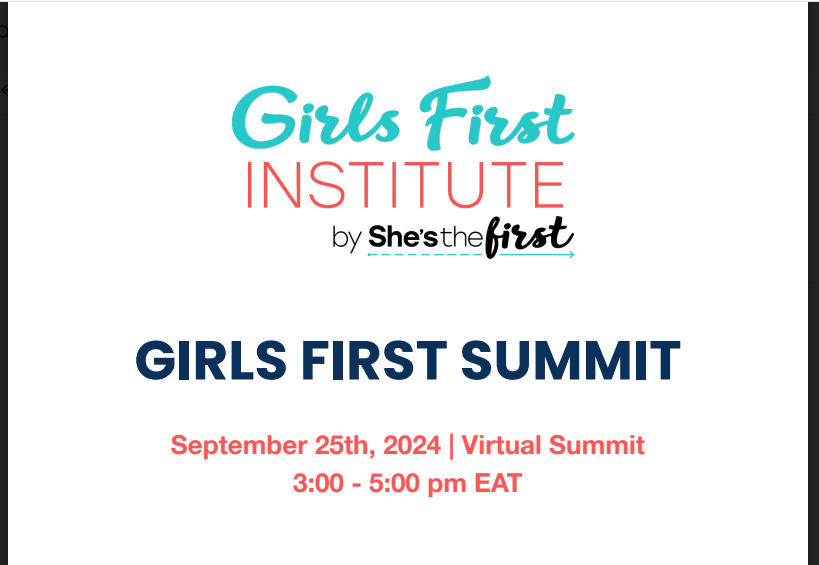 Girls First
INSTITUTE
by She's the first
GIRLS FIRST SUMMIT
September 25th, 2024 | Virtual Summit
3:00 - 5:00 pm EAT